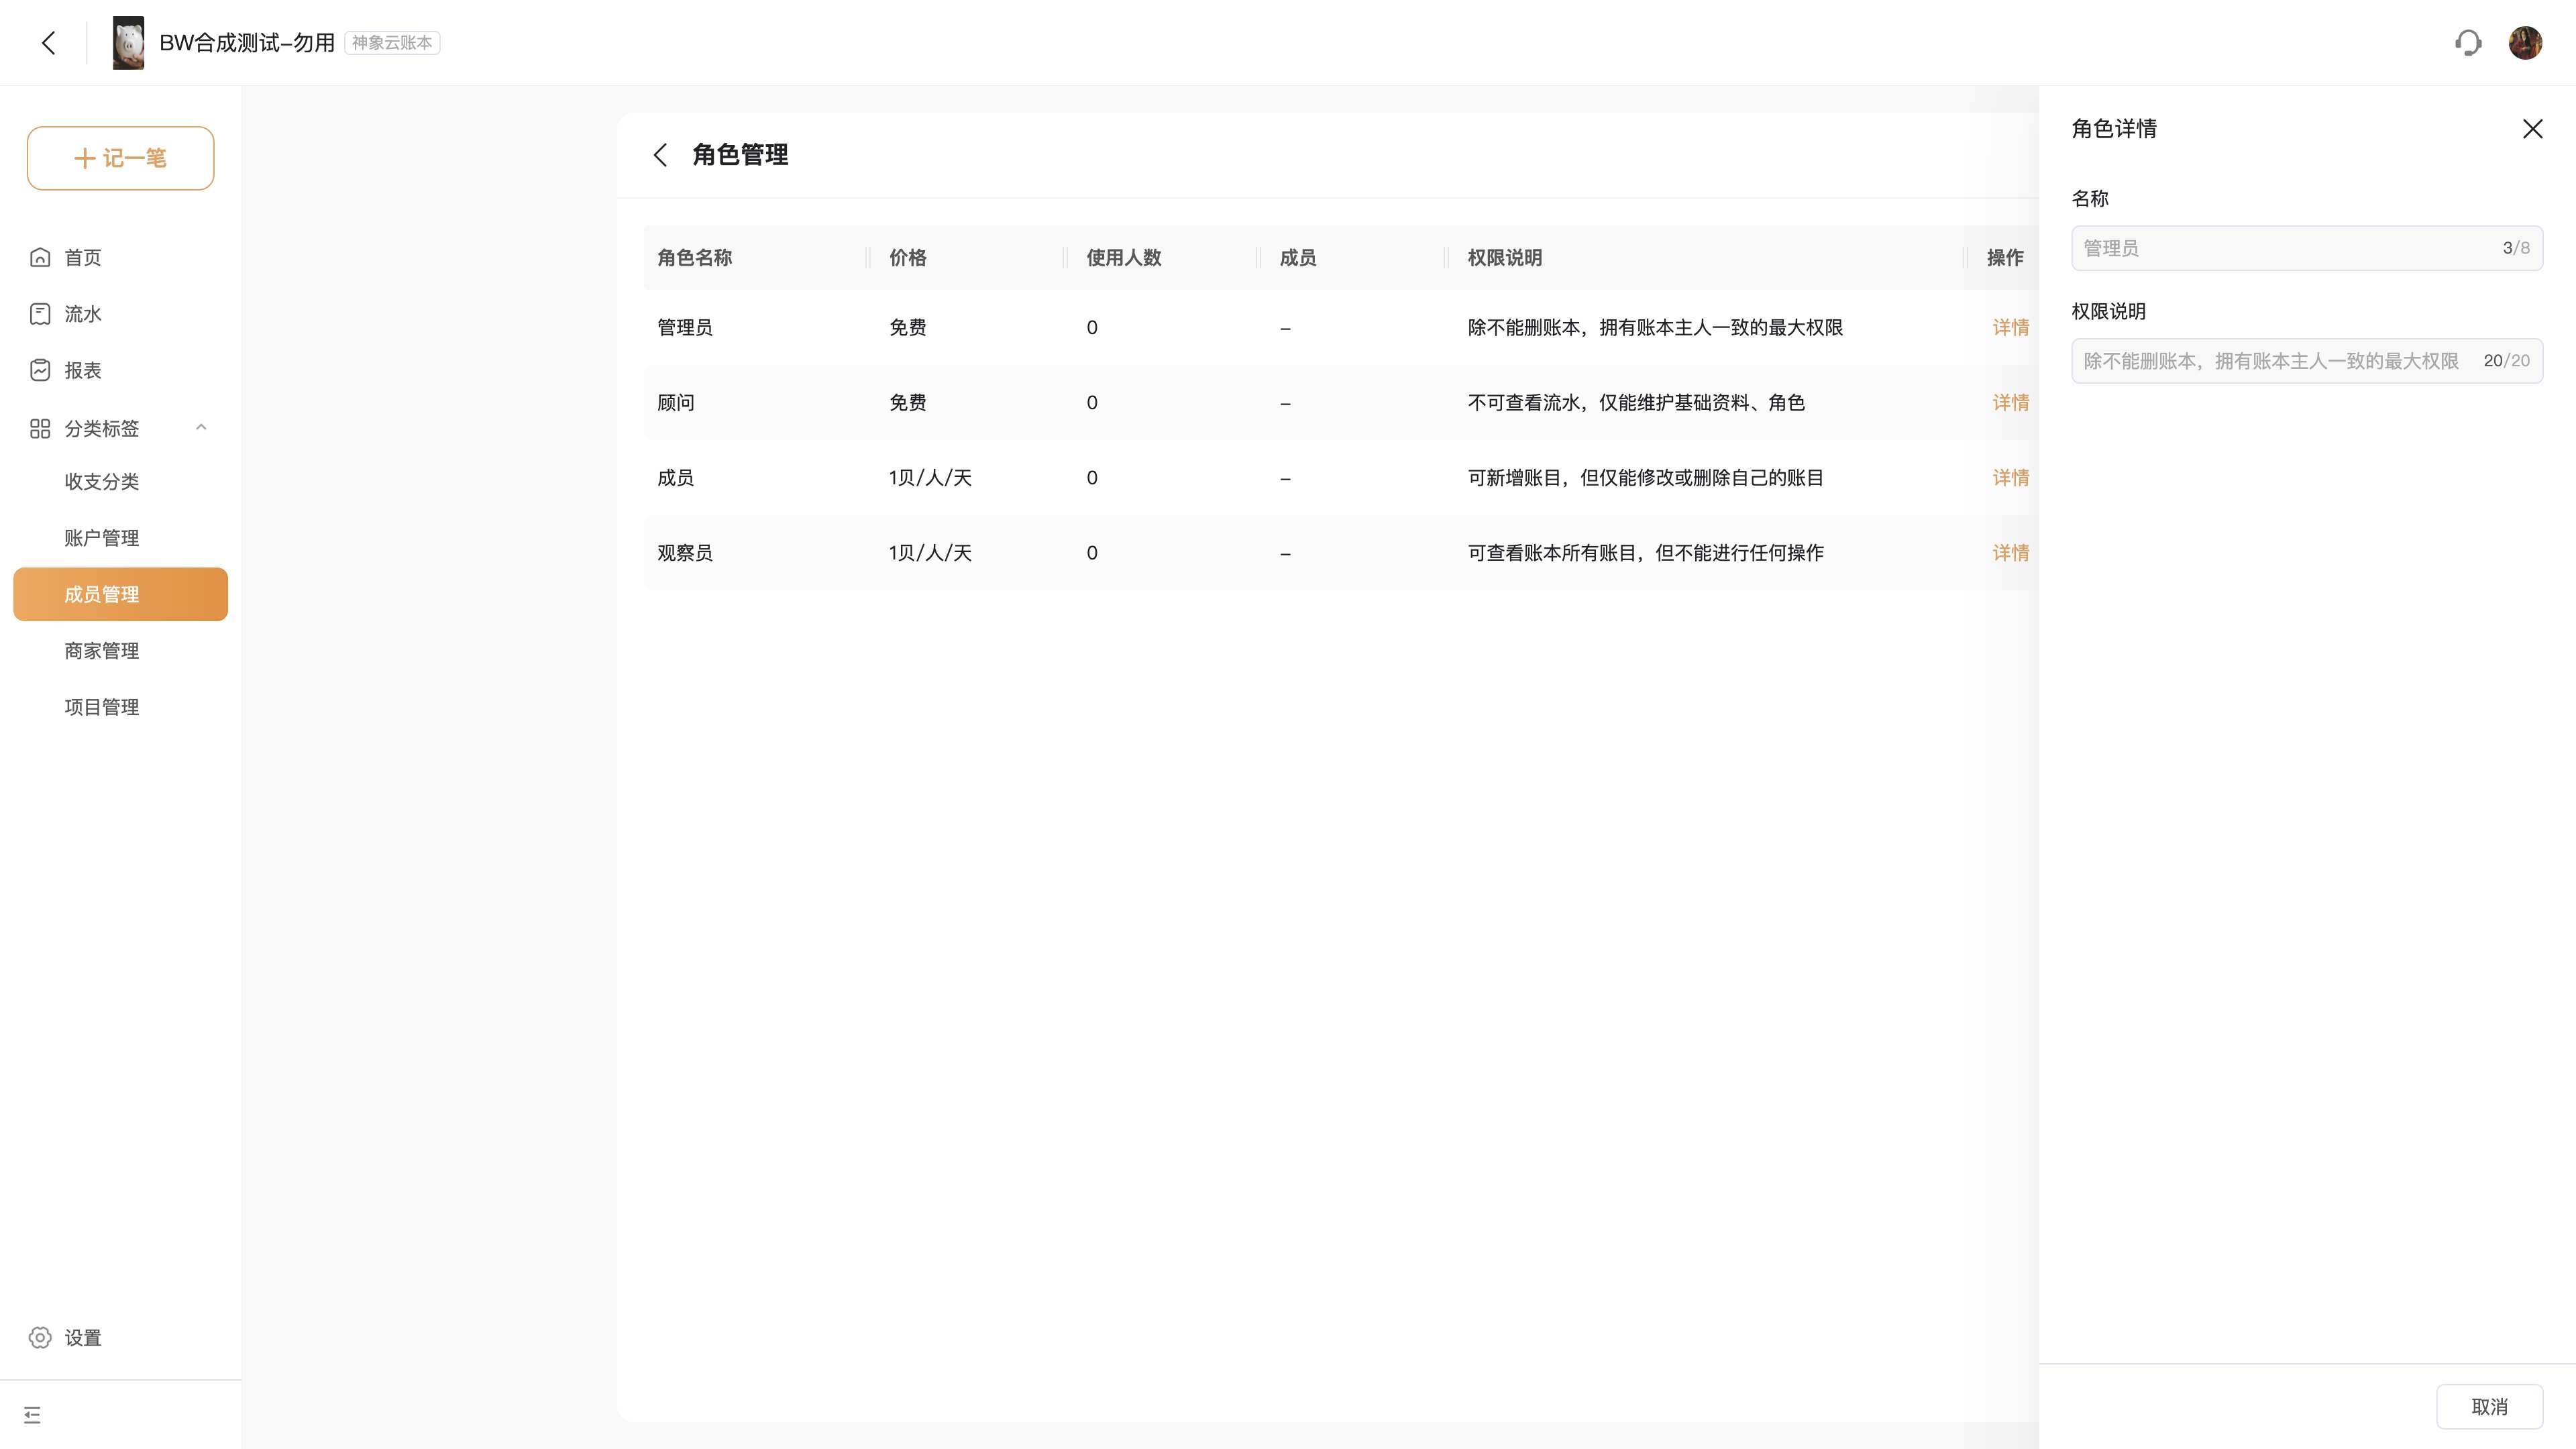 BW合成测试-勿用 神象云账本
记一笔
首页
流水
报表
分类标签
收支分类
账户管理
成员管理
商家管理
项目管理
设置
角色管理
角色名称 价格 使用人数 成员 权限说明 操作
管理员 免费 0 - 除不能删账本，拥有账本主人一致的最大权限 详情
顾问 免费 0 - 不可查看流水，仅能维护基础资料、角色 详情
成员 1贝/人/天 0 - 可新增账目，但仅能修改或删除自己的账目 详情
观察员 1贝/人/天 0 - 可查看账本所有账目，但不能进行任何操作 详情
角色详情
名称
管理员 3/8
权限说明
除不能删账本，拥有账本主人一致的最大权限 20/20
取消